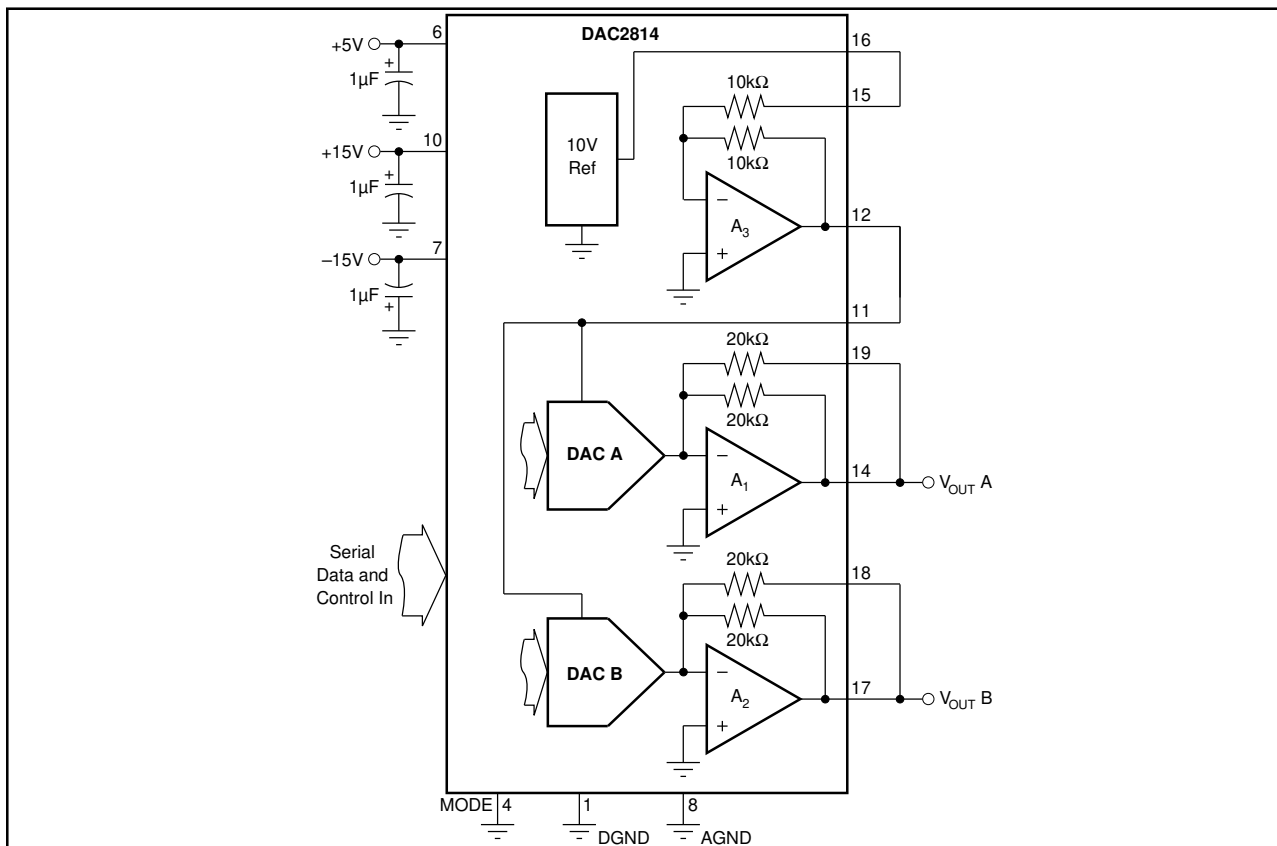 DAC2814
+5V
6
+
1µF
+15V
10
+
1µF
–15V
7
1µF
+
10V
Ref
16
10kΩ
15
10kΩ
–
A3
+
12
11
20kΩ
19
20kΩ
DAC A
–
A1
+
14
VOUT A
Serial
Data and
Control In
20kΩ
18
20kΩ
DAC B
–
A2
+
17
VOUT B
MODE 4
1
DGND
8
AGND